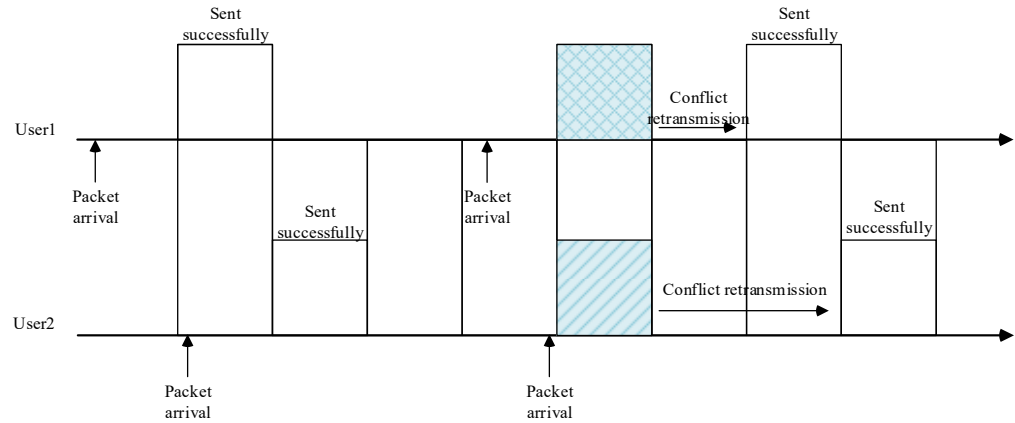 Sent
successfully
Sent
successfully
Conflict
retransmission
User1
Packet
arrival
Packet
arrival
Sent
successfully
Sent
successfully
Conflict retransmission
User2
Packet
arrival
Packet
arrival